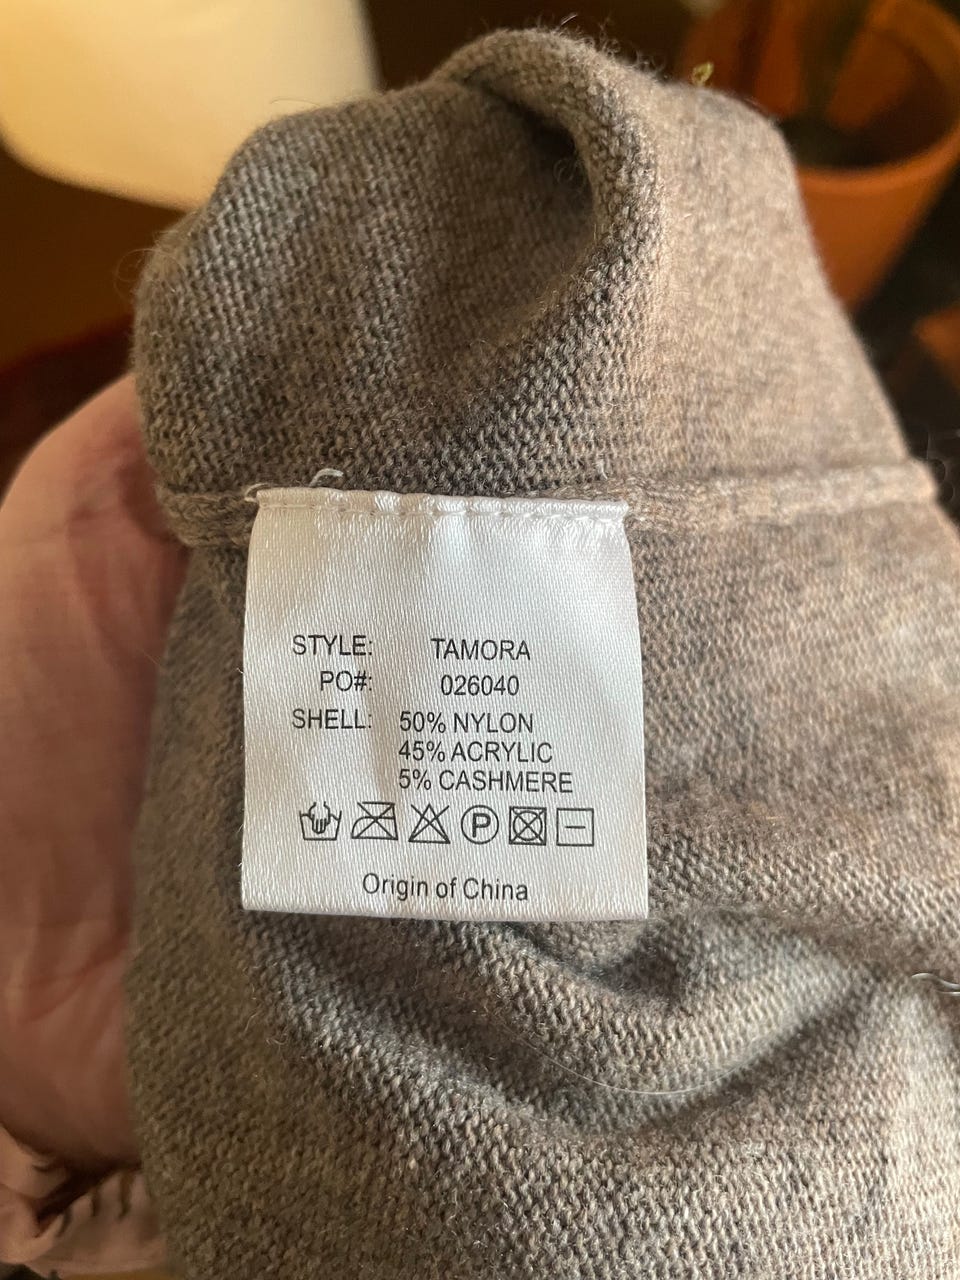 STYLE: TAMORA
PO#: 026040
SHELL: 50% NYLON
45% ACRYLIC
5% CASHMERE
P
Origin of China